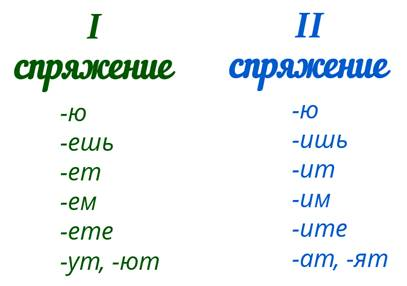 I
спряжение
-ю
-ешь
-ет
-ем
-ете
-ут, -ют
II
спряжение
-ю
-ишь
-ит
-им
-ите
-ат, -ят